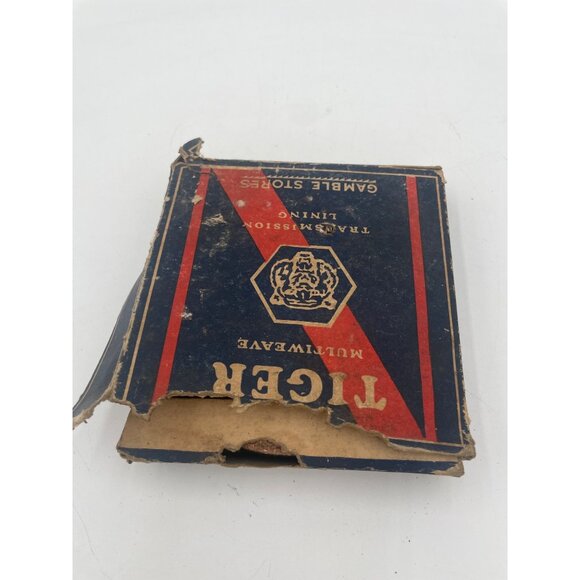 TIGER
MULTIWEAVE
TRANSMISSION
LINING
GAMBLE STORES